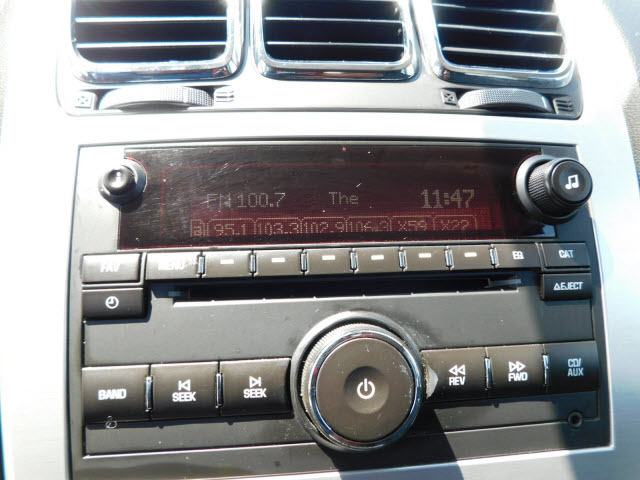 FM 100.7 The 11:47
95.1 103.3 102.9 106.3 X59 X22
FAV MENU EQ CAT
EJECT
BAND SEEK SEEK REV FWD CD/
AUX